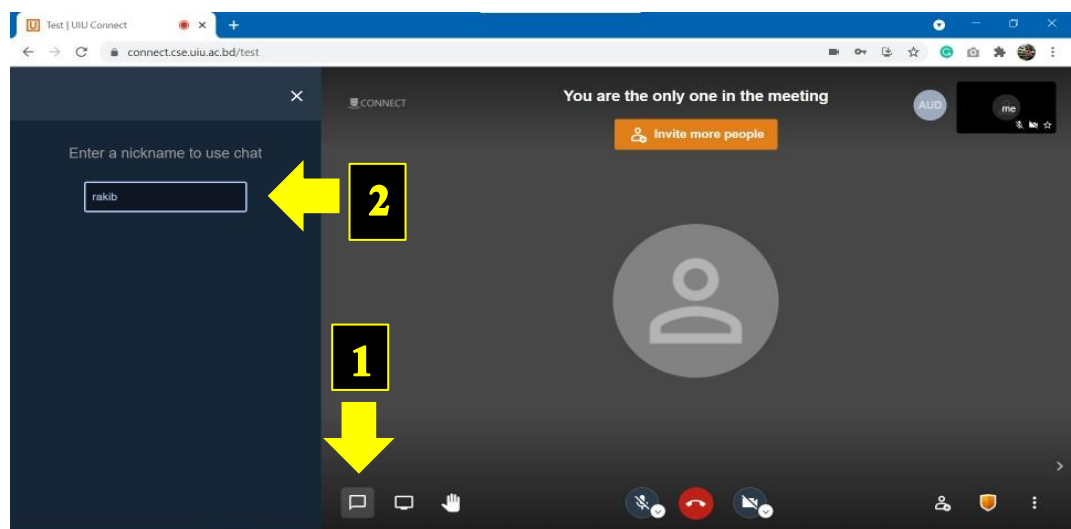 Test | UIU Connect
connect.cse.uiu.ac.bd/test
CONNECT
You are the only one in the meeting
AUD
me
Invite more people
Enter a nickname to use chat
rakib
2
1